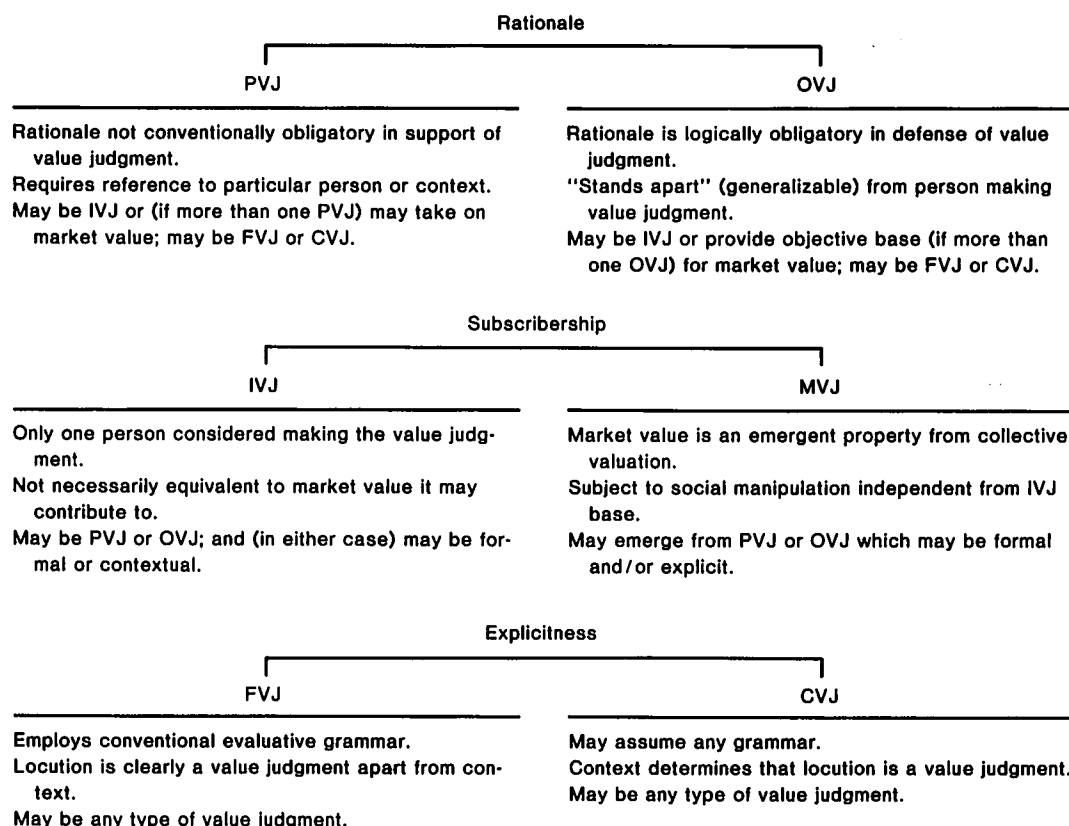 Rationale
PVJ
Rationale not conventionally obligatory in support of
value judgment.
Requires reference to particular person or context.
May be IVJ or (if more than one PVJ) may take on
market value; may be FVJ or CVJ.
OVJ
Rationale is logically obligatory in defense of value
judgment.
"Stands apart" (generalizable) from person making
value judgment.
May be IVJ or provide objective base (if more than
one OVJ) for market value; may be FVJ or CVJ.
Subscribership
IVJ
Only one person considered making the value judg-
ment.
Not necessarily equivalent to market value it may
contribute to.
May be PVJ or OVJ; and (in either case) may be for-
mal or contextual.
MVJ
Market value is an emergent property from collective
valuation.
Subject to social manipulation independent from IVJ
base.
May emerge from PVJ or OVJ which may be formal
and/or explicit.
Explicitness
FVJ
Employs conventional evaluative grammar.
Locution is clearly a value judgment apart from con-
text.
May be any type of value judgment.
CVJ
May assume any grammar.
Context determines that locution is a value judgment.
May be any type of value judgment.